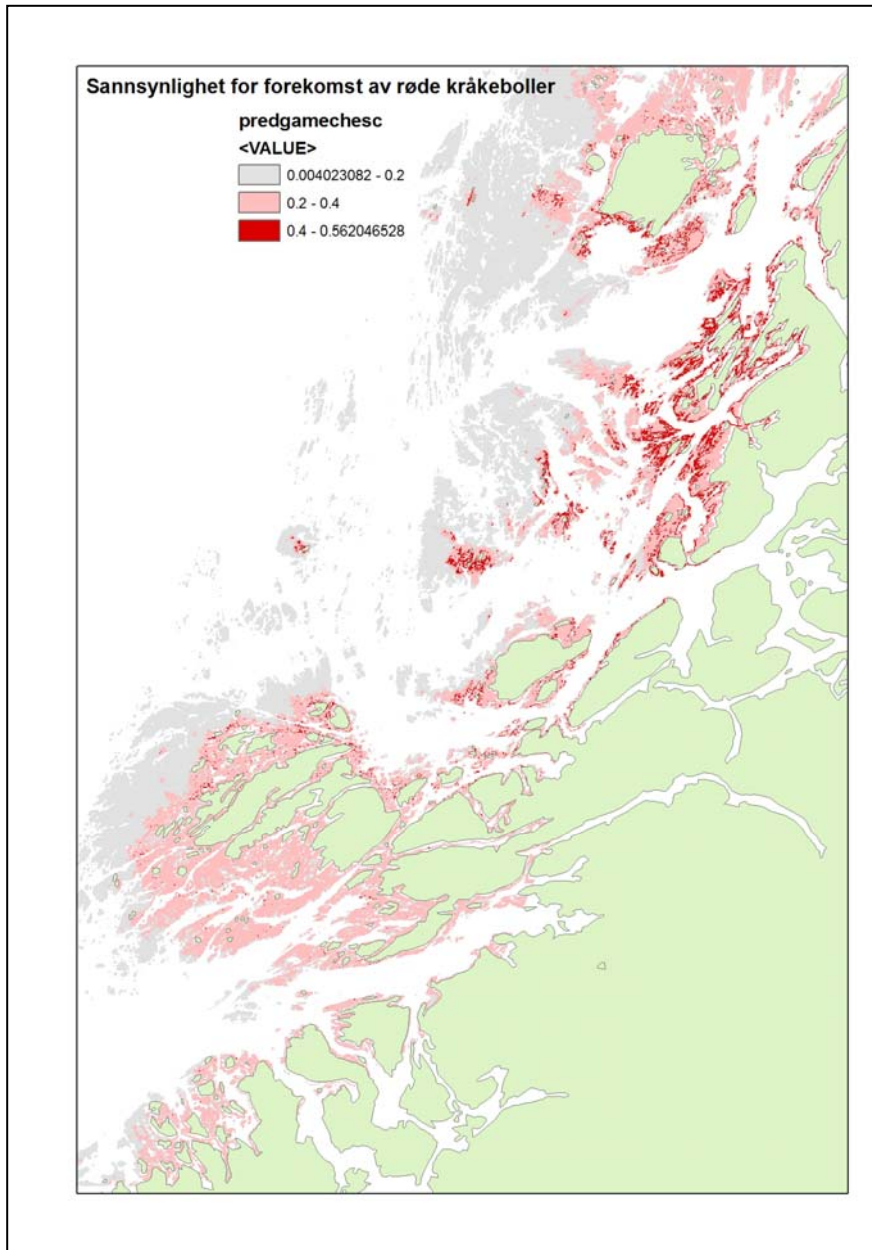 Sannsynlighet for forekomst av røde kråkeboller
predgamechesc
<VALUE>
0.004023082 - 0.2
0.2 - 0.4
0.4 - 0.562046528